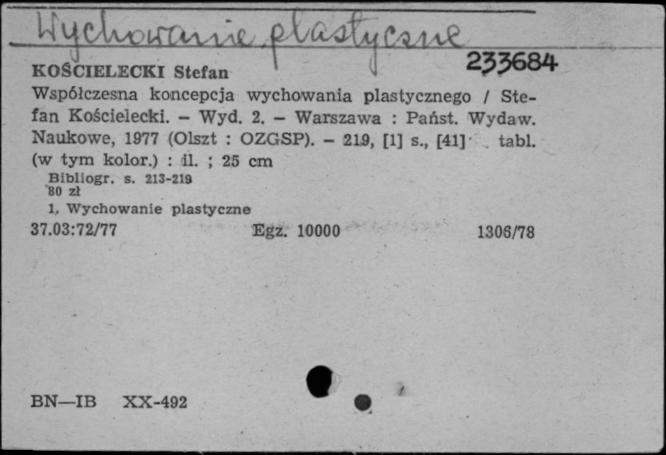 Wychowanie plastyczne
233684
KOŚCIELECKI Stefan
Współczesna koncepcja wychowania plastycznego / Ste-
fan Kościelecki. — Wyd. 2. — Warszawa : Państ. Wydaw.
Naukowe, 1977 (Olszt : OZGSP). — 219, [1] s., [41] . tabl.
(w tym kolor.) : il. ; 25 cm
Bibliogr. s. 213-219
80 zł
1. Wychowanie plastyczne
37.03:72/77 Egz. 10000 1306/78
BN—IB XX-492